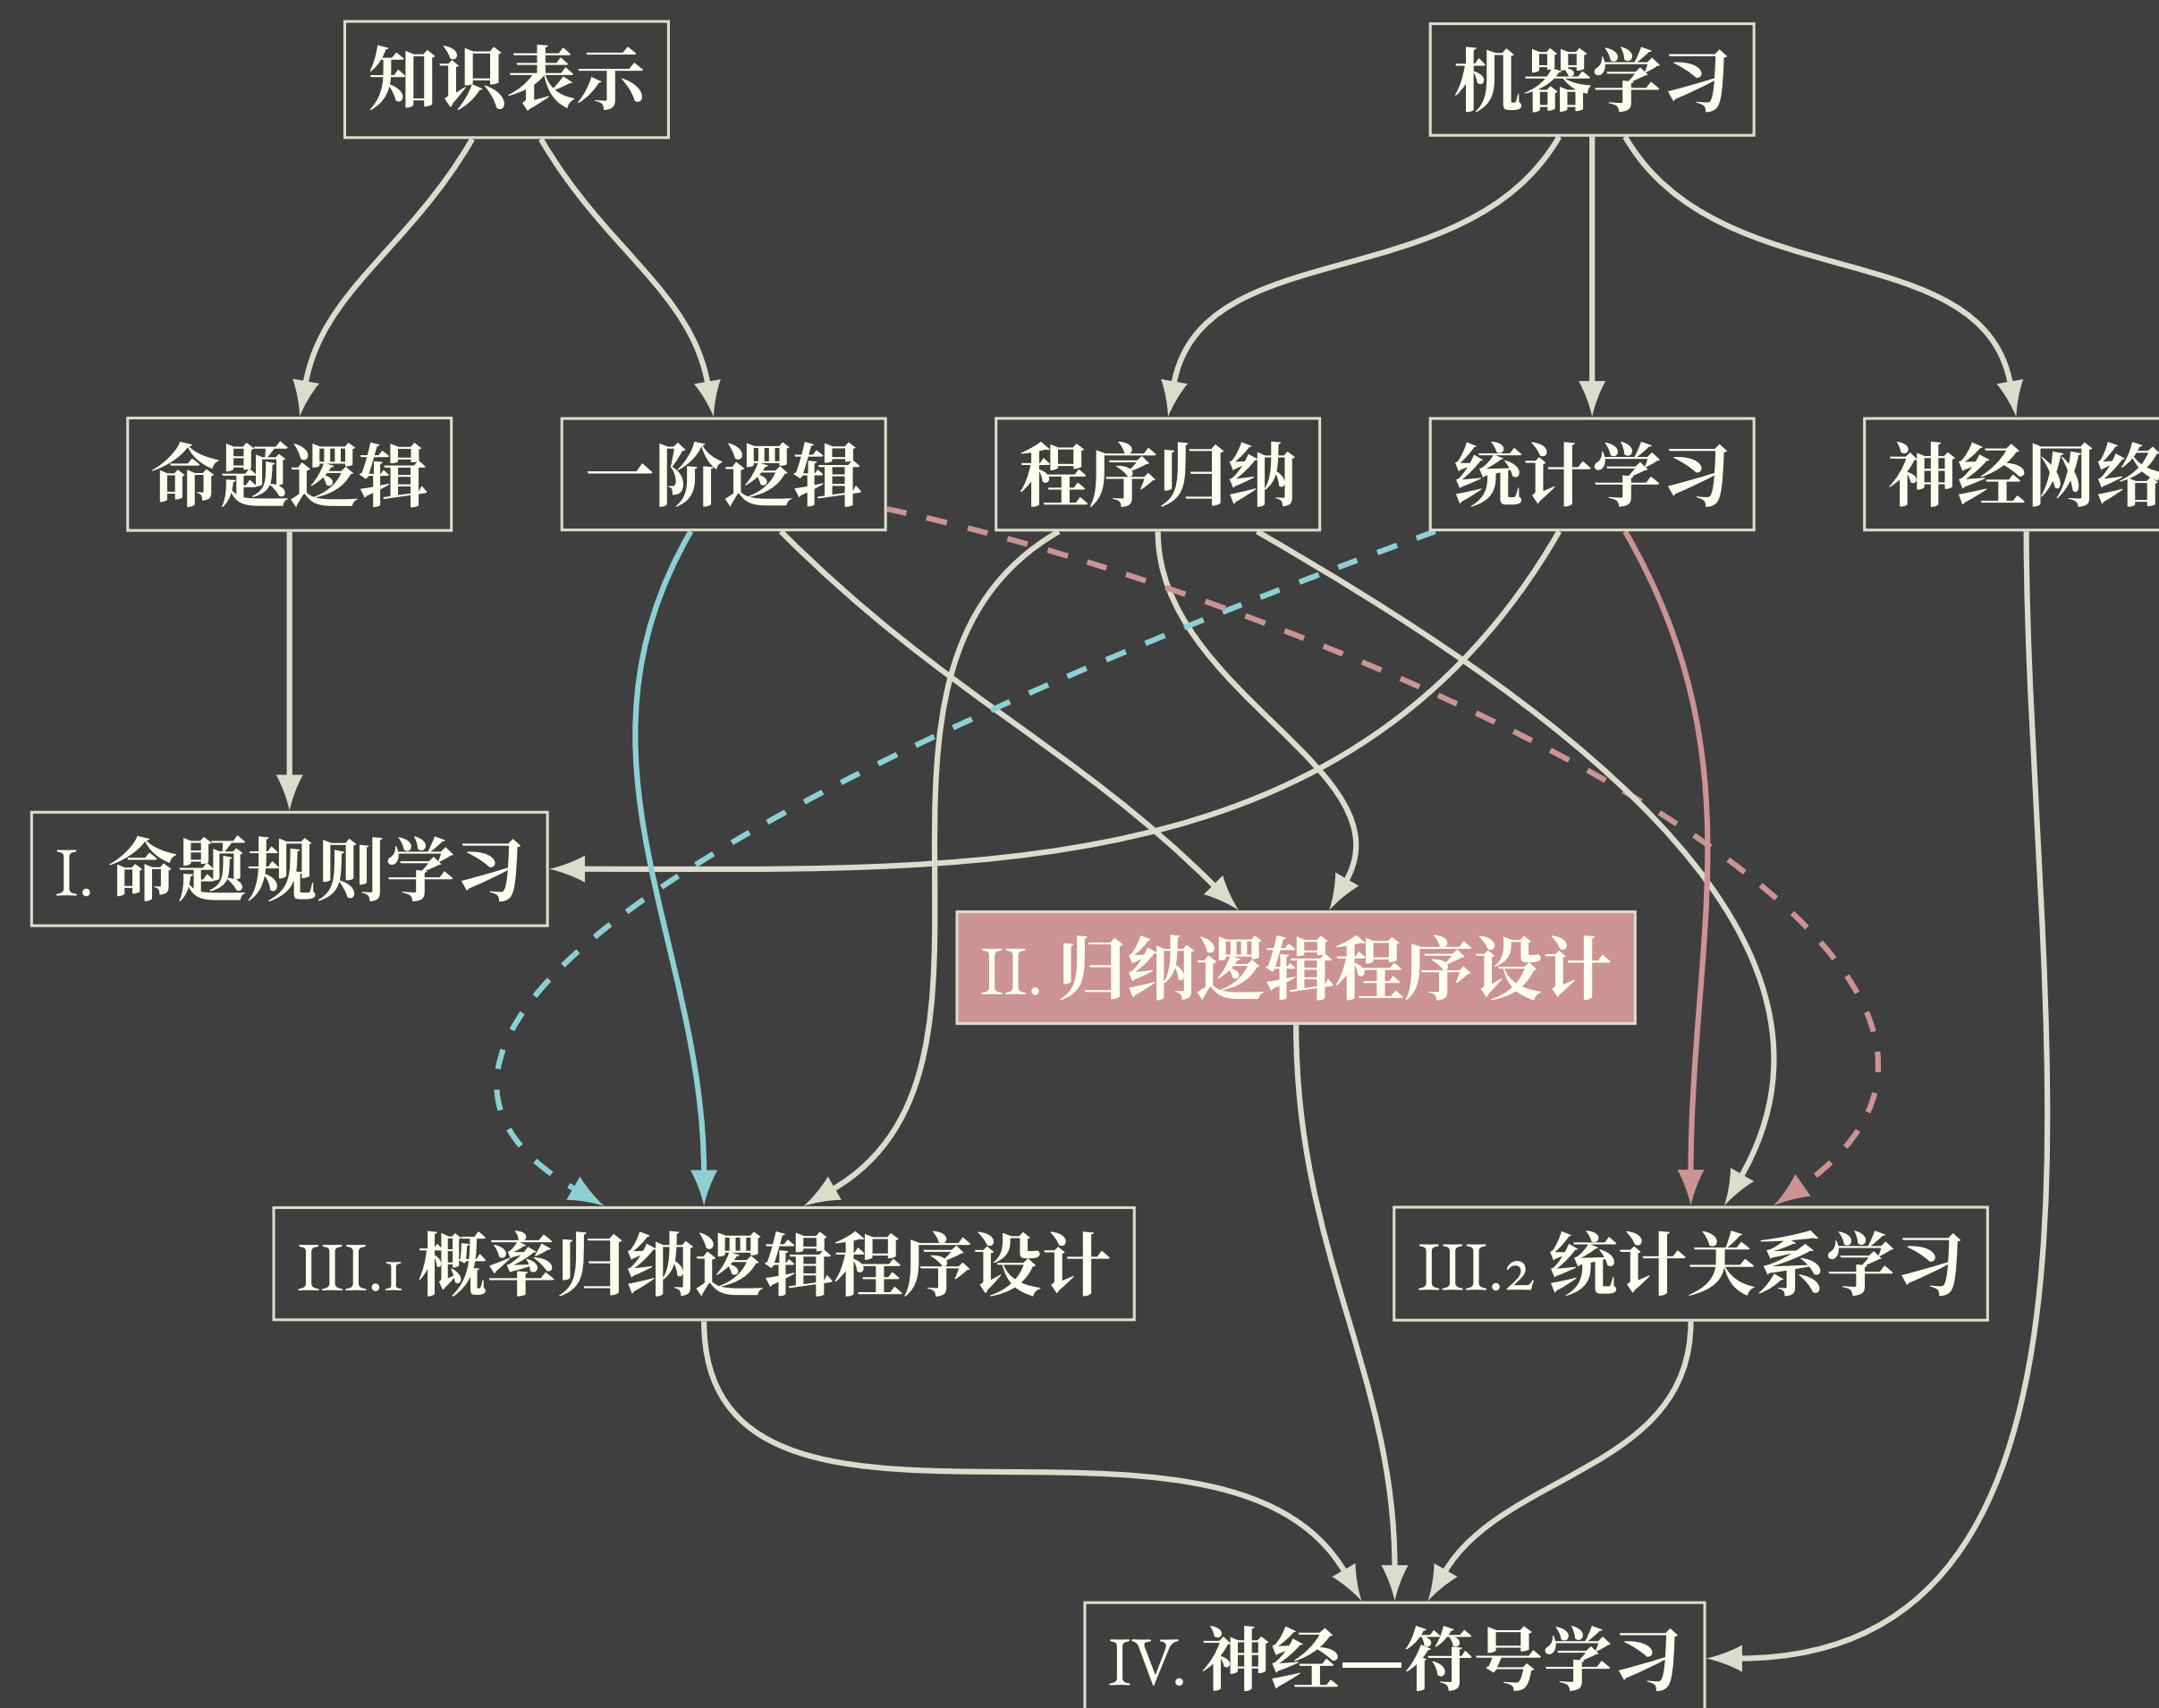 知识表示
机器学习
命题逻辑
一阶逻辑
程序归纳
统计学习
神经网络
I. 命题规则学习
II. 归纳逻辑程序设计
III.1 概率归纳逻辑程序设计
III.2. 统计关系学习
IV. 神经—符号学习